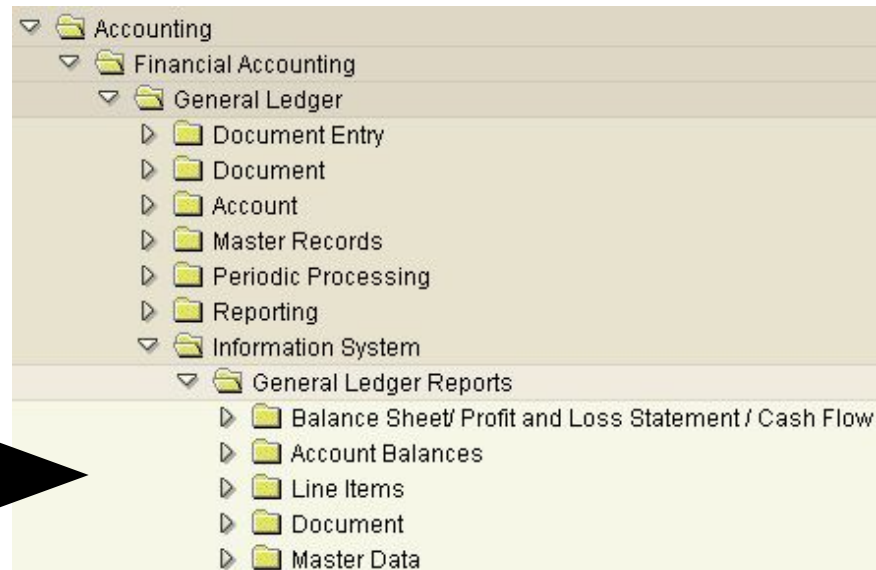 Accounting
Financial Accounting
General Ledger
Document Entry
Document
Account
Master Records
Periodic Processing
Reporting
Information System
General Ledger Reports
Balance Sheet/ Profit and Loss Statement / Cash Flow
Account Balances
Line Items
Document
Master Data